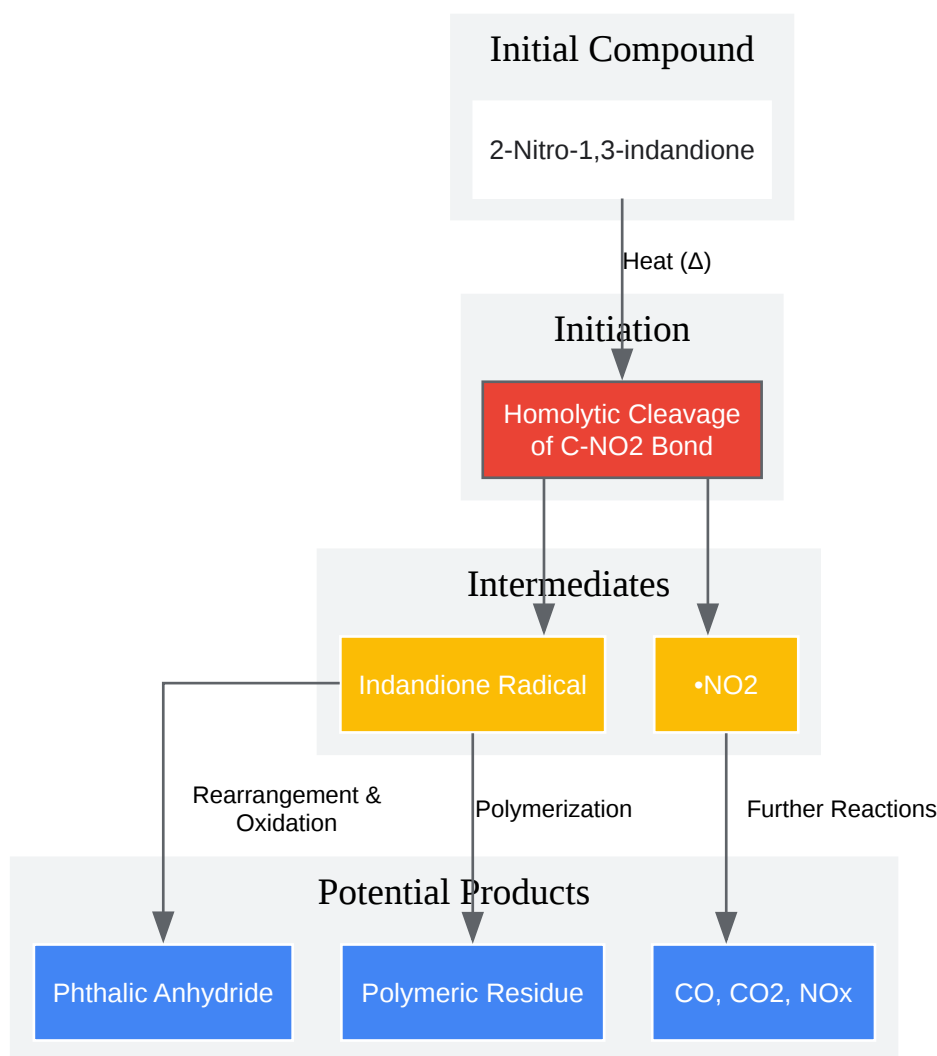 Initial Compound
2-Nitro-1,3-indandione
Heat (Δ)
Initiation
Homolytic Cleavage
of C-NO2 Bond
Intermediates
Indandione Radical
•NO2
Rearrangement &
Oxidation
Polymerization
Further Reactions
Potential Products
Phthalic Anhydride
Polymeric Residue
CO, CO2, NOx